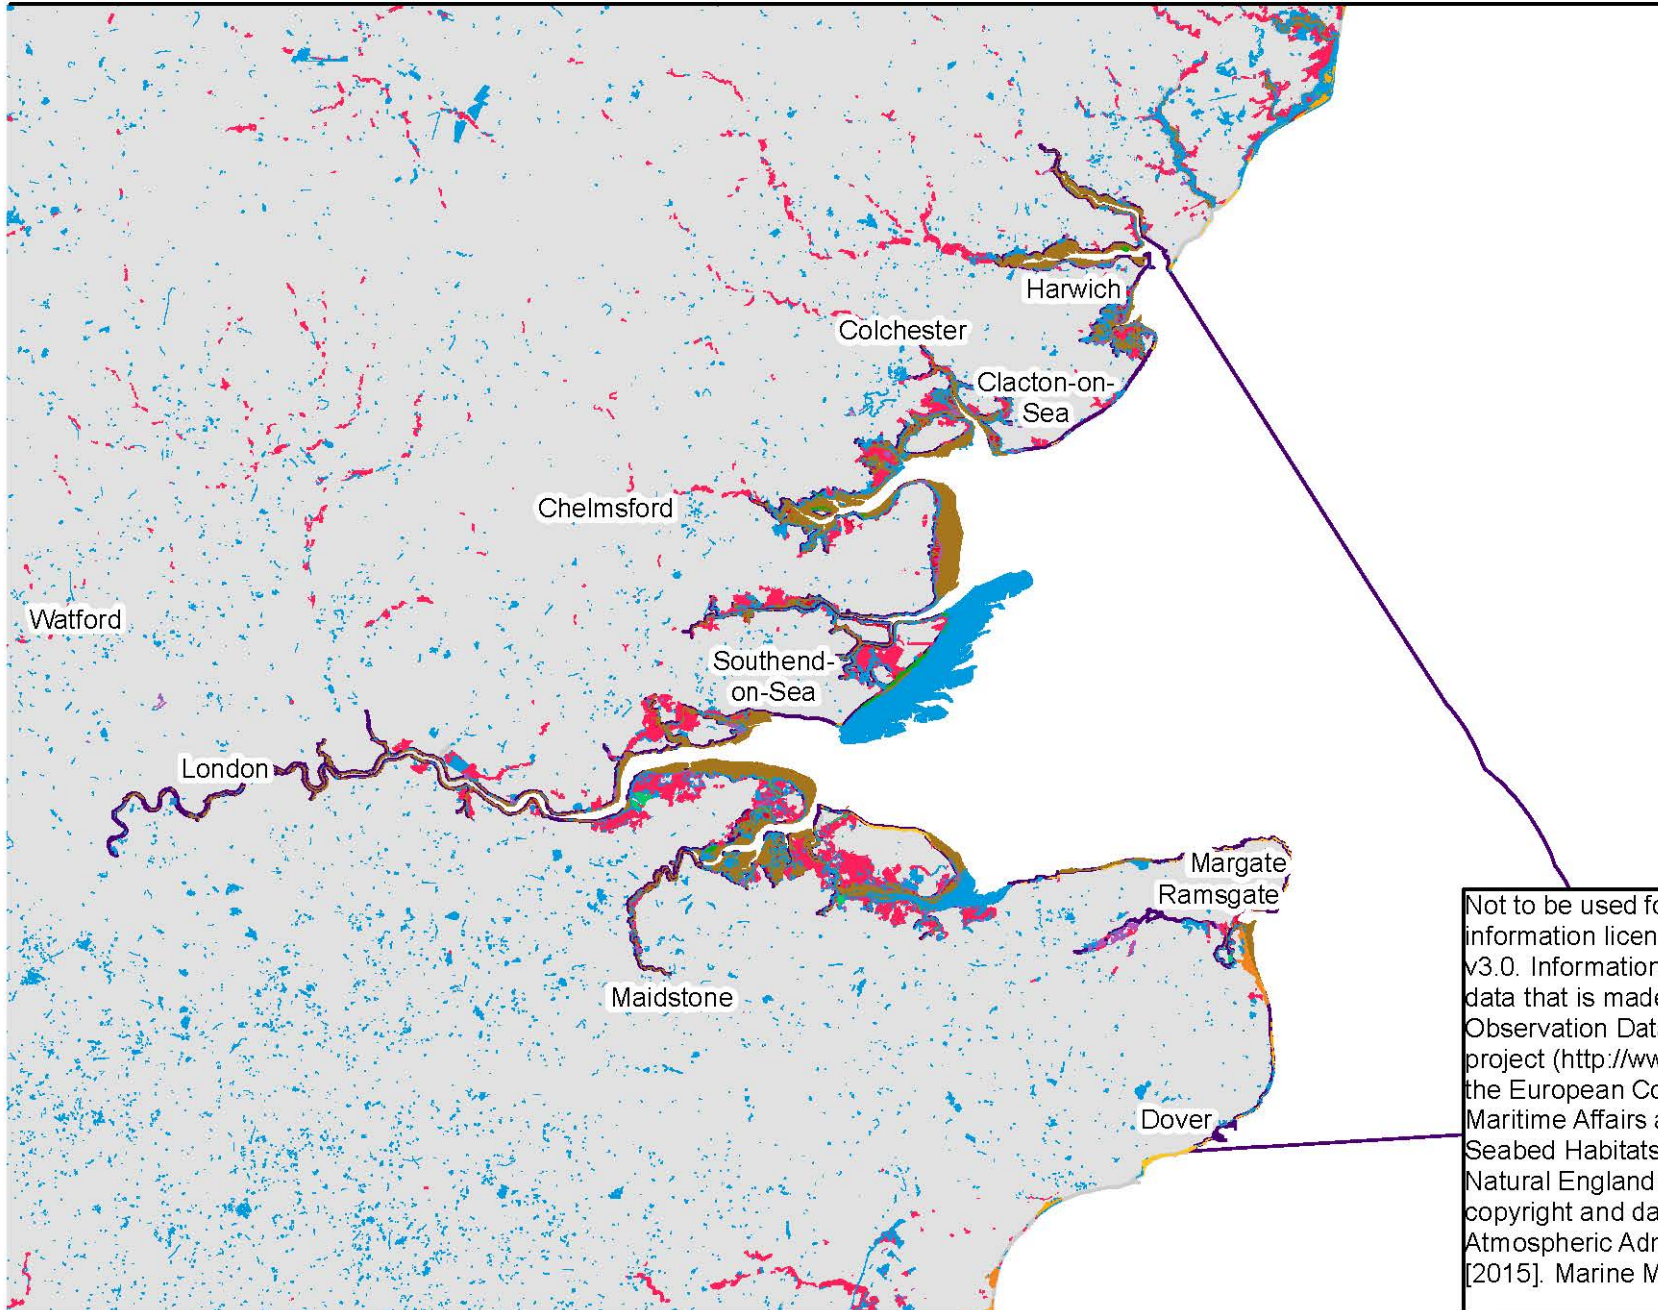 Harwich
Colchester
Clacton-on-
Sea
Chelmsford
Watford
Southend-
on-Sea
London
Margate
Ramsgate
Maidstone
Dover
Not to be used fo
information licen
v3.0. Information
data that is made
Observation Data
project (http://ww
the European Co
Maritime Affairs a
Seabed Habitats
Natural England
copyright and da
Atmospheric Adm
[2015]. Marine M